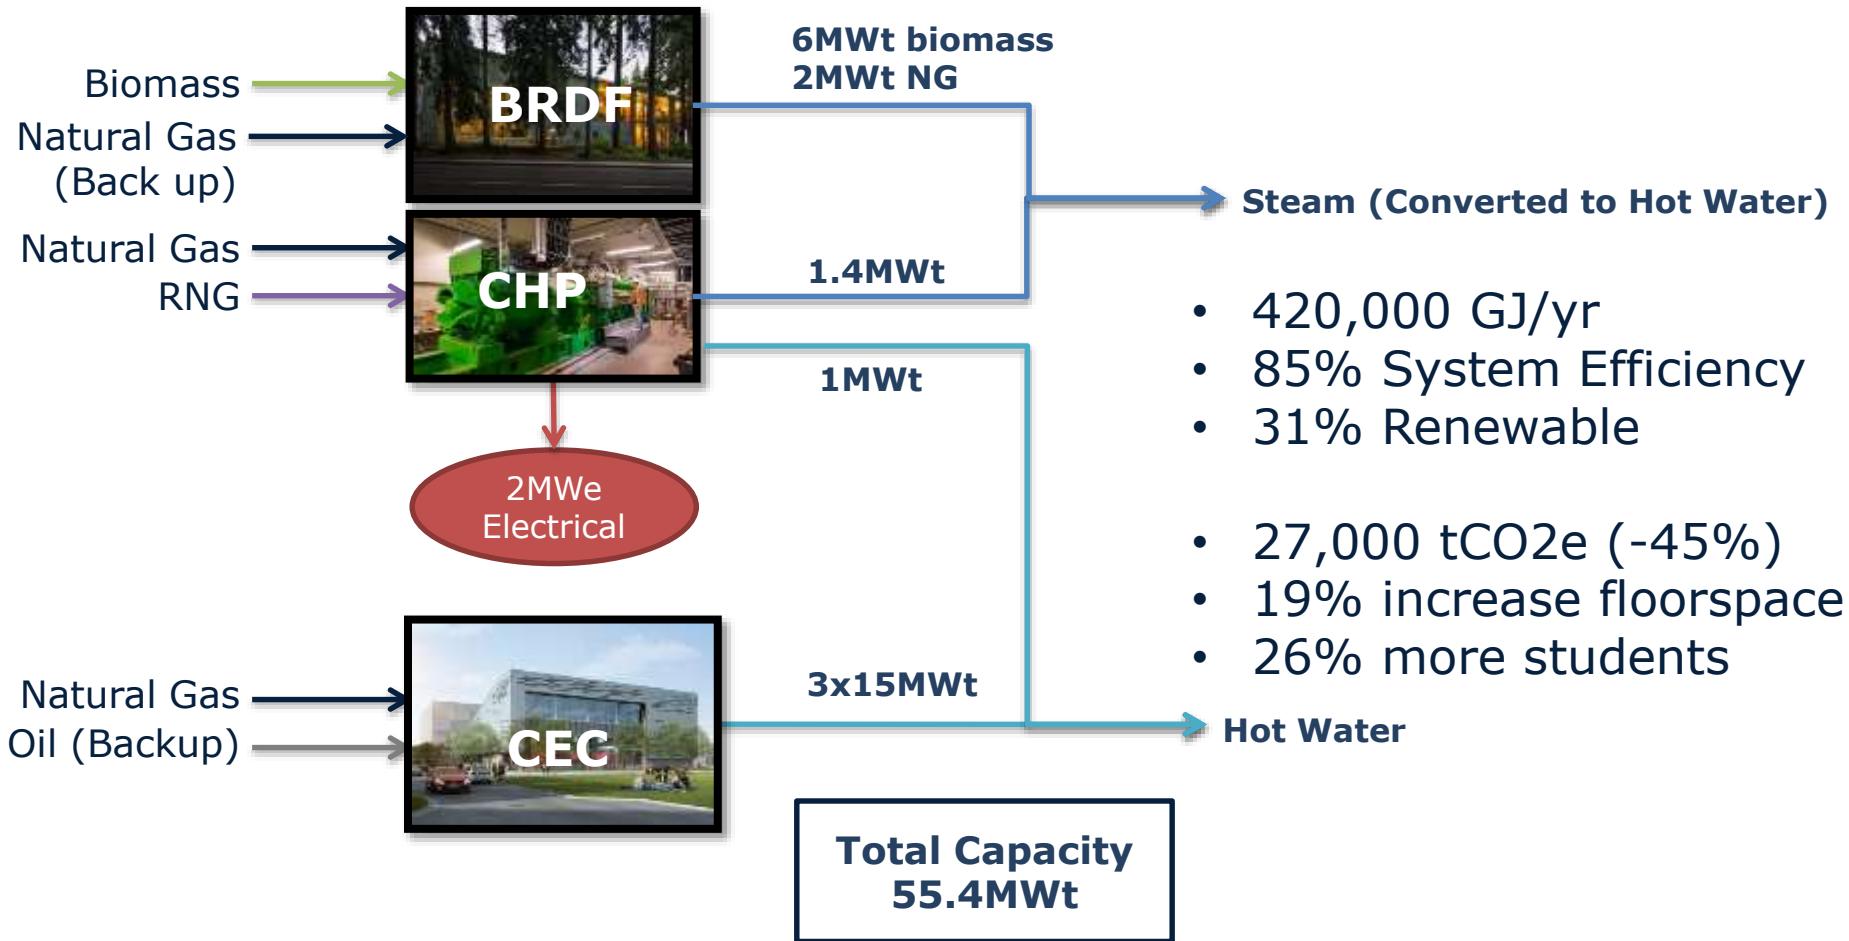 Biomass
Natural Gas
(Back up)
Natural Gas
RNG
BRDF
CHP
6MWt biomass
2MWt NG
1.4MWt
1MWt
2MWe
Electrical
Steam (Converted to Hot Water)
• 420,000 GJ/yr
• 85% System Efficiency
• 31% Renewable
• 27,000 tCO2e (-45%)
• 19% increase floorspace
• 26% more students
Natural Gas
Oil (Backup)
CEC
3x15MWt
Hot Water
Total Capacity
55.4MWt